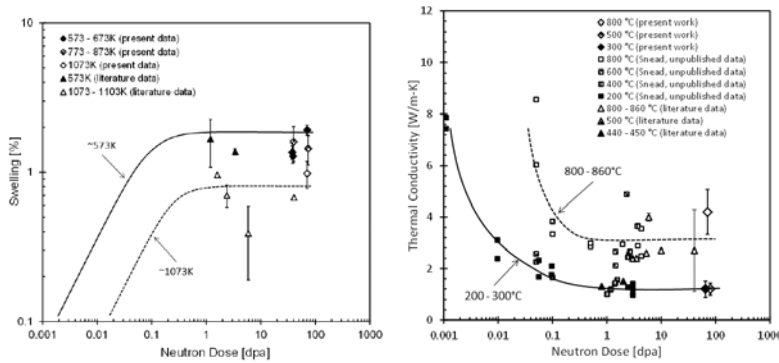 10%
1%
0.1%
Swelling [%]
573 - 673K (present data)
773 - 873K (present data)
1073K (present data)
573K (literature data)
1073 - 1103K (literature data)
~573K
~1073K
0.001 0.01 0.1 1 10 100 1000
Neutron Dose [dpa]
10
8
6
4
2
0
Thermal Conductivity [W/m-K]
800 °C (present work)
500 °C (present work)
300 °C (present work)
800 °C (Snead, unpublished data)
600 °C (Snead, unpublished data)
400 °C (Snead, unpublished data)
200 °C (Snead, unpublished data)
800 - 860 °C (literature data)
500 °C (literature data)
440 - 450 °C (literature data)
800 - 860°C
200 - 300°C
0.001 0.01 0.1 1 10 100 1000
Neutron Dose [dpa]